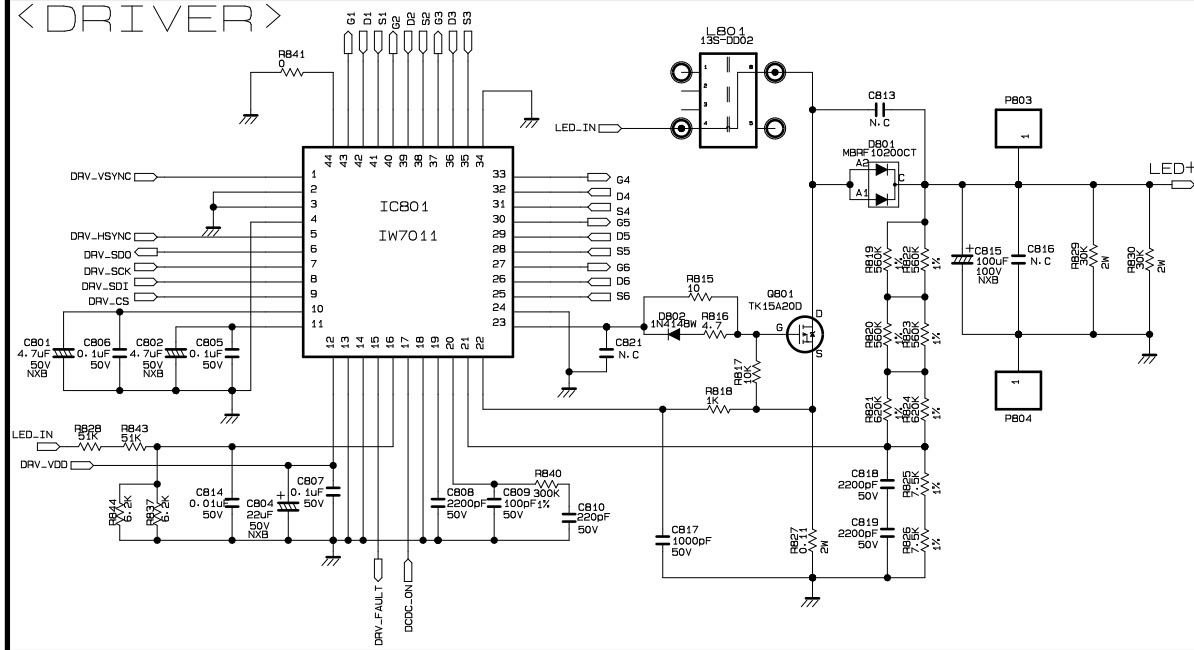 <DRIVER>
G1
D1
S1
G2
D2
S2
G3
D3
S3
R841
0
L801
13S-DD02
1
2
3
4
6
5
LED_IN
C813
N.C
P803
1
D801
MBRF10200CT
A2
A1
C
LED+
44
43
42
41
40
39
38
37
36
35
34
DRV_VSYNC
DRV_HSYNC
DRV_SDO
DRV_SCK
DRV_SDI
DRV_CS
1
2
3
4
5
6
7
8
9
10
11
IC801
IW7011
33
32
31
30
29
28
27
26
25
24
23
G4
D4
S4
G5
D5
S5
G6
D6
S6
12
13
14
15
16
17
18
19
20
21
22
C801
4.7uF
50V
NXB
C806
0.1uF
50V
C802
4.7uF
50V
NXB
C805
0.1uF
50V
R815
10
D802
1N4148W
R816
4.7
Q801
TK15A20D
G
D
S
C821
N.C
R817
10K
R818
1K
R819
560K
1%
R822
560K
1%
R820
560K
1%
R823
560K
1%
R821
620K
1%
R824
620K
1%
C815
+
100uF
100V
NXB
C816
N.C
R829
30K
2W
R830
30K
2W
1
P804
LED_IN
R828
51K
R843
51K
DRV_VDD
R844
6.2K
R837
6.2K
C814
0.01uF
50V
C804
+
22uF
50V
NXB
C807
0.1uF
50V
C808
2200pF
50V
C809
100pF
50V
R840
300K
1%
C810
220pF
50V
C817
1000pF
50V
R827
0.11
2W
C818
2200pF
50V
C819
2200pF
50V
R825
7.5K
1%
R826
7.5K
1%
DRV_FAULT
DCDC_ON